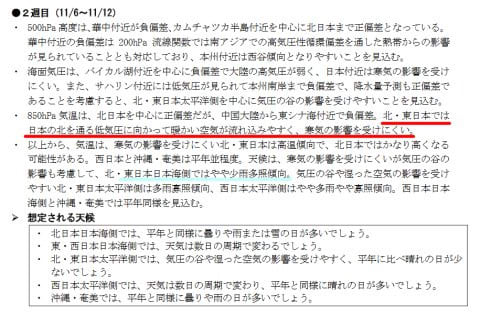 ●２週目（11/6～11/12）
・ 500hPa 高度は、華中付近が負偏差、カムチャツカ半島付近を中心に北日本まで正偏差となっている。
華中付近の負偏差は 200hPa 流線関数では南アジアでの高気圧性循環偏差を通した熱帯からの影響
が見られていることとも対応しており、本州付近は西谷傾向となりやすいことを見込む。
・ 海面気圧は、バイカル湖付近を中心に負偏差で大陸の高気圧が弱く、日本付近は寒気の影響を受け
にくい。また、サハリン付近には低気圧が見られて本州南岸まで負偏差で、降水量予測も正偏差で
あることを考慮すると、北・東日本太平洋側を中心に気圧の谷の影響を受けやすいことを見込む。
・ 850hPa 気温は、北日本を中心に正偏差だが、中国大陸から東シナ海付近で負偏差。北・東日本では
日本の北を通る低気圧に向かって暖かい空気が流れ込みやすく、寒気の影響を受けにくい。
・ 以上から、気温は、寒気の影響を受けにくい北・東日本は高温傾向で、北日本ではかなり高くなる
可能性がある。西日本と沖縄・奄美は平年並程度。天候は、寒気の影響が受けにくいが気圧の谷の
影響も考慮して、北・東日本日本海側ではやや少雨多照傾向。気圧の谷や湿った空気の影響を受け
やすい北・東日本太平洋側は多雨寡照傾向、西日本太平洋側はやや多雨やや寡照傾向。西日本日本
海側と沖縄・奄美では平年同様を見込む。
➤ 想定される天候
・ 北日本日本海側では、平年と同様に曇りや雨または雪の日が多いでしょう。
・ 東・西日本日本海側では、天気は数日の周期で変わるでしょう。
・ 北・東日本太平洋側では、気圧の谷や湿った空気の影響を受けやすく、平年に比べ晴れの日が少
ないでしょう。
・ 西日本太平洋側では、天気は数日の周期で変わり、平年と同様に晴れの日が多いでしょう。
・ 沖縄・奄美では、平年と同様に曇りや雨の日が多いでしょう。